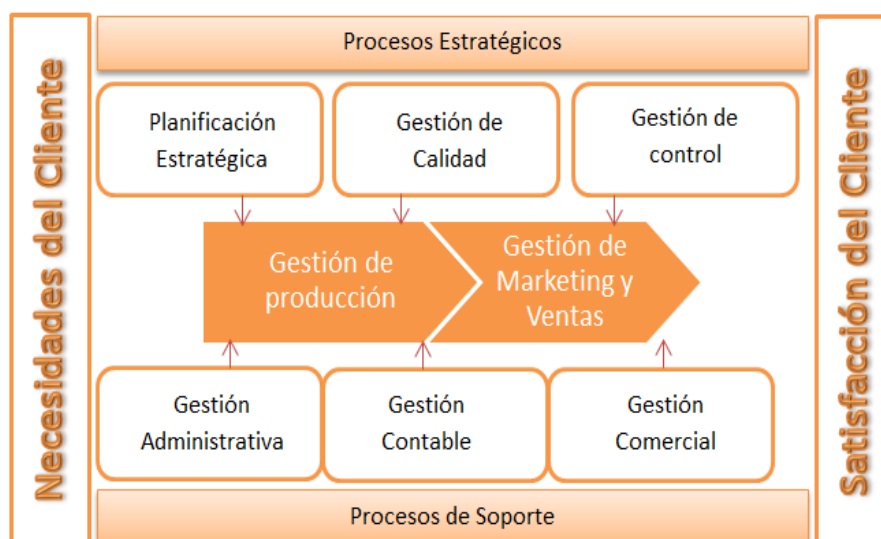 Necesidades del Cliente
Procesos Estratégicos
Planificación
Estratégica
Gestión de
Calidad
Gestión de
control
Gestión de
producción
Gestión de
Marketing y
Ventas
Gestión
Administrativa
Gestión
Contable
Gestión
Comercial
Procesos de Soporte
Satisfacción del Cliente